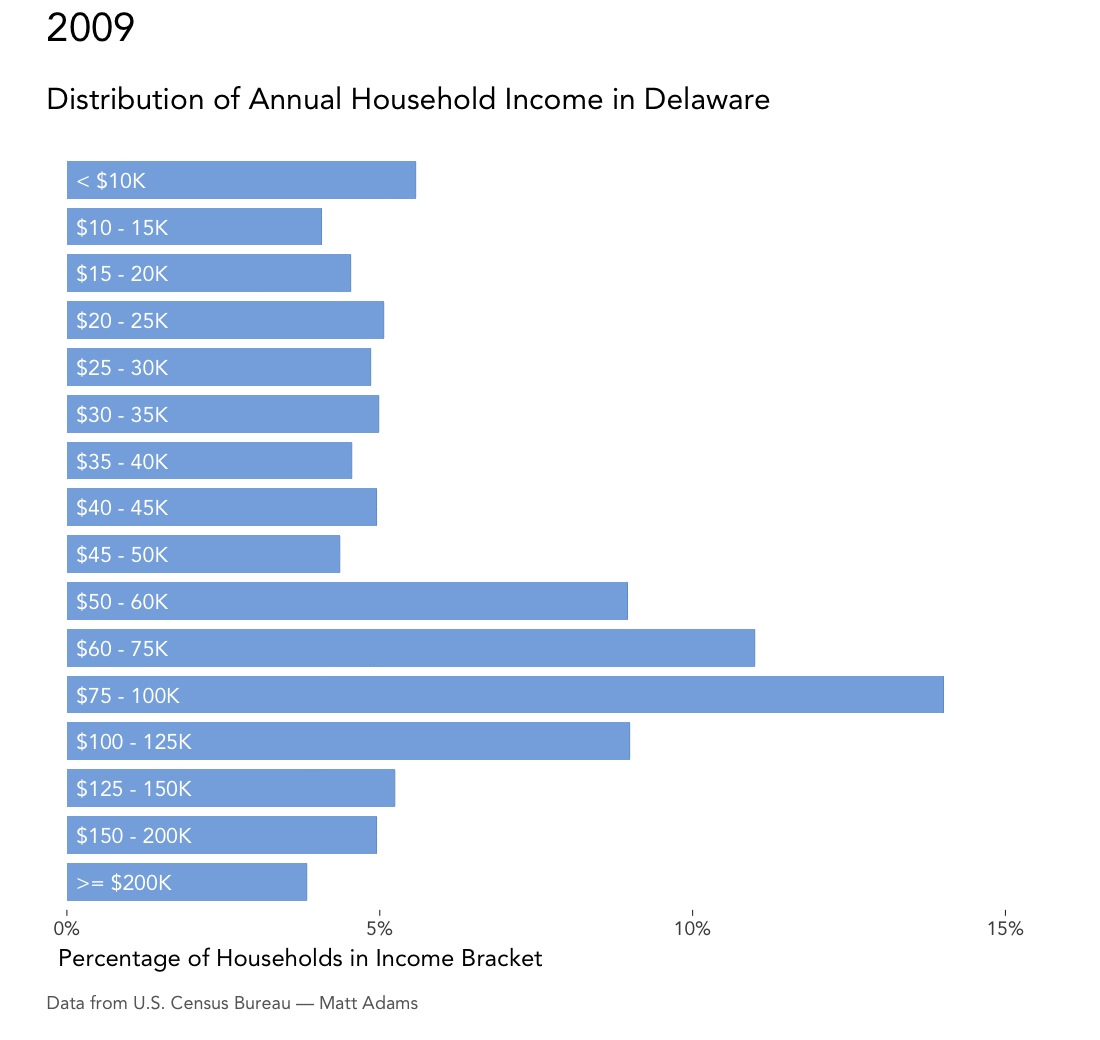 2009
Distribution of Annual Household Income in Delaware
< $10K
$10 - 15K
$15 - 20K
$20 - 25K
$25 - 30K
$30 - 35K
$35 - 40K
$40 - 45K
$45 - 50K
$50 - 60K
$60 - 75K
$75 - 100K
$100 - 125K
$125 - 150K
$150 - 200K
>= $200K
0% 5% 10% 15%
Percentage of Households in Income Bracket
Data from U.S. Census Bureau — Matt Adams